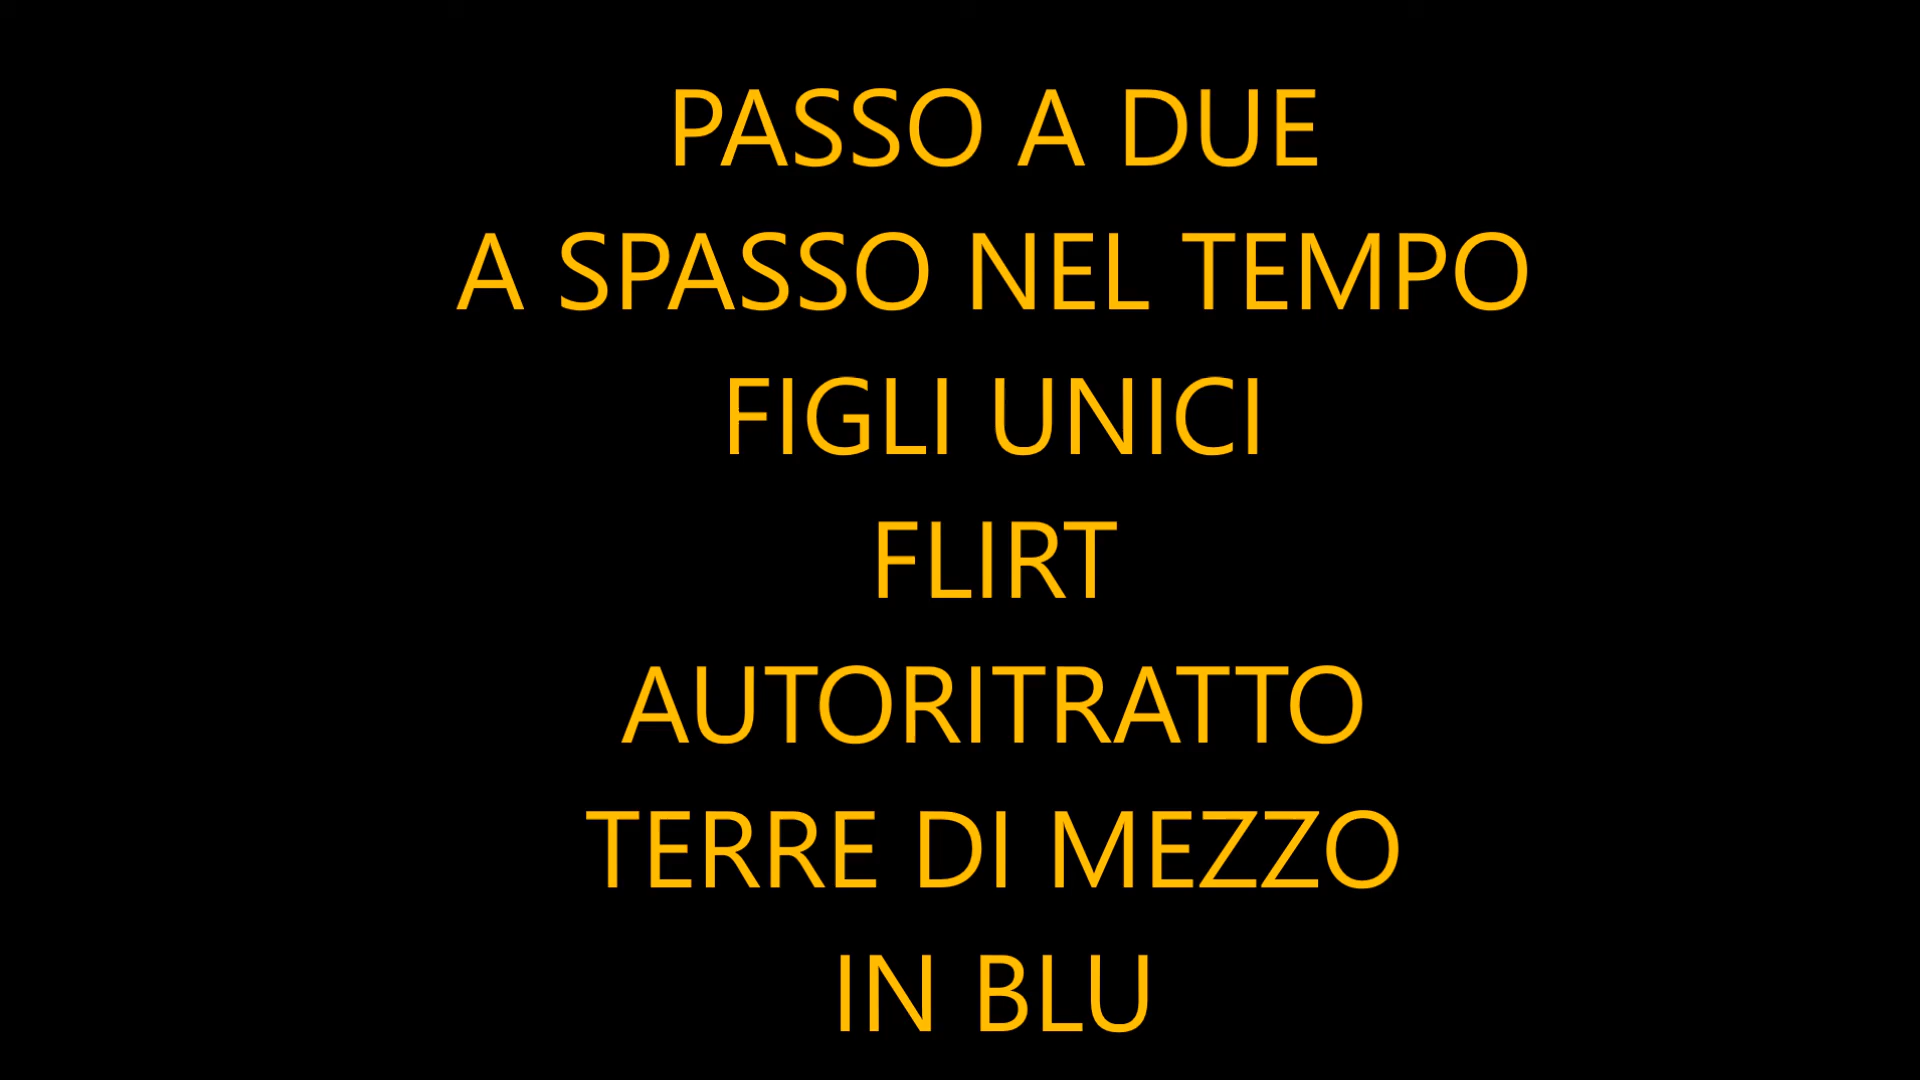 PASSO A DUE
A SPASSO NEL TEMPO
FIGLI UNICI
FLIRT
AUTORITRATTO
TERRE DI MEZZO
IN BLU